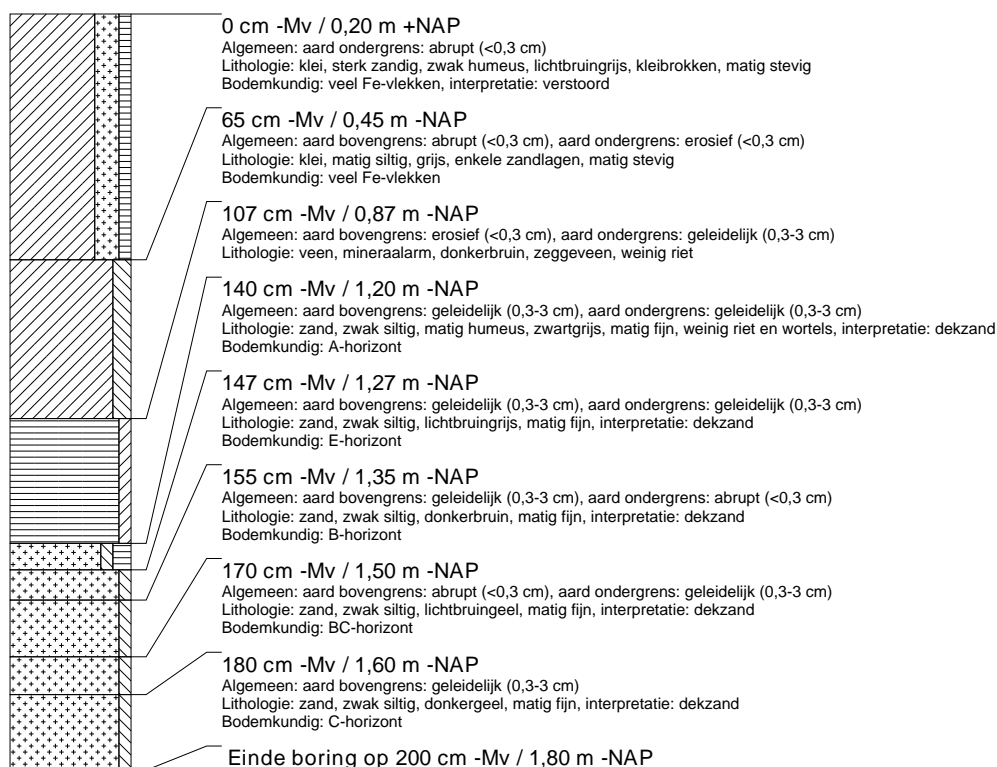 0 cm -Mv / 0,20 m +NAP
Algemeen: aard ondergrens: abrupt (<0,3 cm)
Lithologie: klei, sterk zandig, zwak humeus, lichtbruingrijs, kleibrokken, matig stevig
Bodemkundig: veel Fe-vlekken, interpretatie: verstoord
65 cm -Mv / 0,45 m -NAP
Algemeen: aard bovengrens: abrupt (<0,3 cm), aard ondergrens: erosief (<0,3 cm)
Lithologie: klei, matig siltig, grijs, enkele zandlagen, matig stevig
Bodemkundig: veel Fe-vlekken
107 cm -Mv / 0,87 m -NAP
Algemeen: aard bovengrens: erosief (<0,3 cm), aard ondergrens: geleidelijk (0,3-3 cm)
Lithologie: veen, mineraalarm, donkerbruin, zeggeveen, weinig riet
140 cm -Mv / 1,20 m -NAP
Algemeen: aard bovengrens: geleidelijk (0,3-3 cm), aard ondergrens: geleidelijk (0,3-3 cm)
Lithologie: zand, zwak siltig, matig humeus, zwartgrijs, matig fijn, weinig riet en wortels, interpretatie: dekzand
Bodemkundig: A-horizont
147 cm -Mv / 1,27 m -NAP
Algemeen: aard bovengrens: geleidelijk (0,3-3 cm), aard ondergrens: geleidelijk (0,3-3 cm)
Lithologie: zand, zwak siltig, lichtbruingrijs, matig fijn, interpretatie: dekzand
Bodemkundig: E-horizont
155 cm -Mv / 1,35 m -NAP
Algemeen: aard bovengrens: geleidelijk (0,3-3 cm), aard ondergrens: abrupt (<0,3 cm)
Lithologie: zand, zwak siltig, donkerbruin, matig fijn, interpretatie: dekzand
Bodemkundig: B-horizont
170 cm -Mv / 1,50 m -NAP
Algemeen: aard bovengrens: abrupt (<0,3 cm), aard ondergrens: geleidelijk (0,3-3 cm)
Lithologie: zand, zwak siltig, lichtbruingeel, matig fijn, interpretatie: dekzand
Bodemkundig: BC-horizont
180 cm -Mv / 1,60 m -NAP
Algemeen: aard bovengrens: geleidelijk (0,3-3 cm)
Lithologie: zand, zwak siltig, donkergeel, matig fijn, interpretatie: dekzand
Bodemkundig: C-horizont
Einde boring op 200 cm -Mv / 1,80 m -NAP